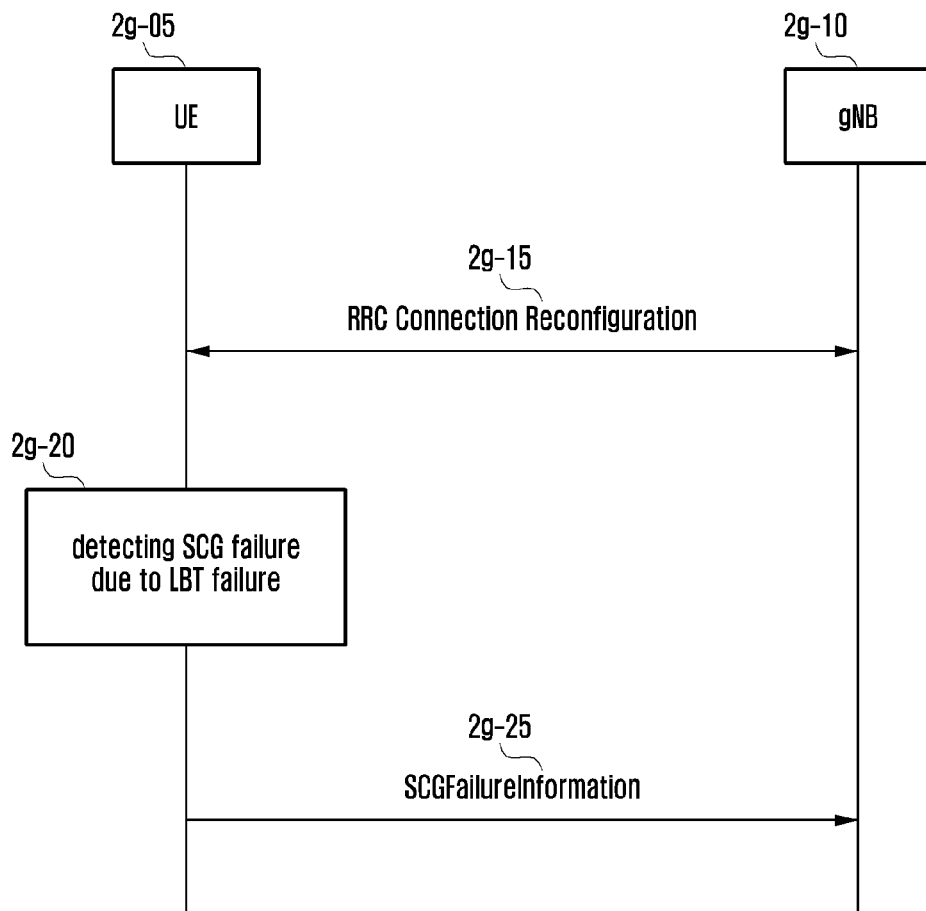 2g-05
2g-10
UE
gNB
2g-15
RRC Connection Reconfiguration
2g-20
detecting SCG failure
due to LBT failure
2g-25
SCGFailureInformation